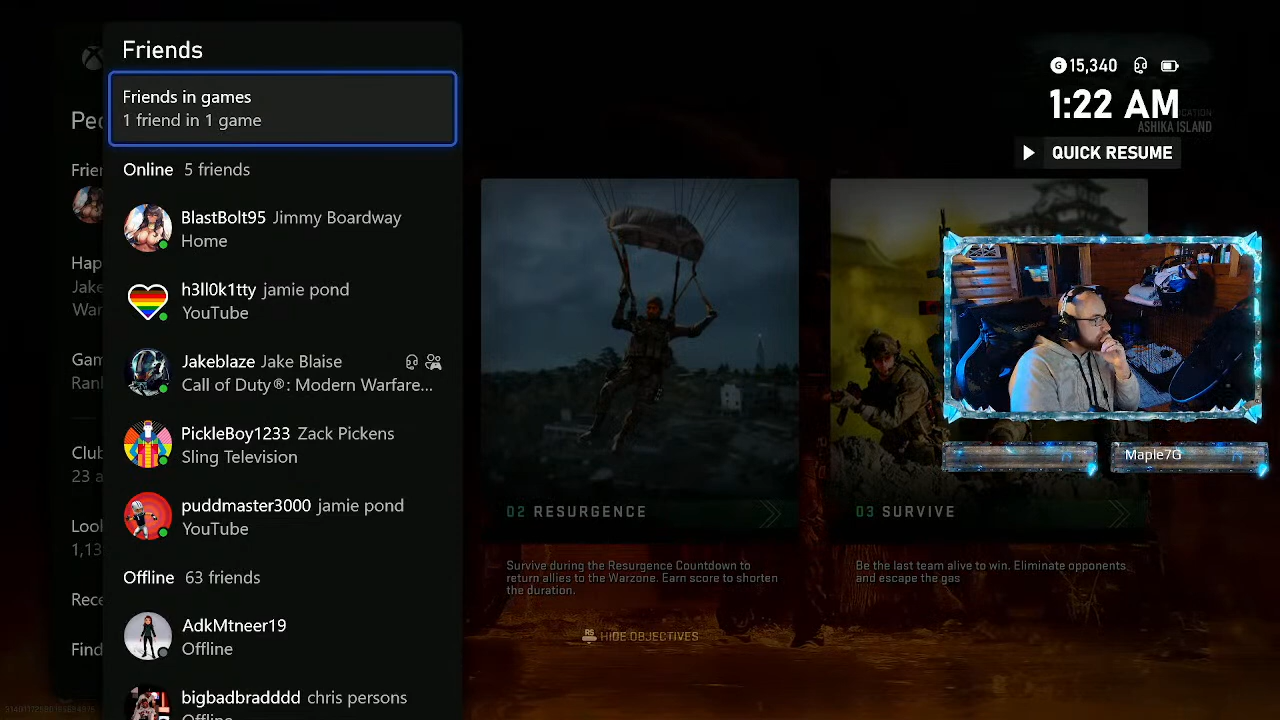 Friends
Friends in games
1 friend in 1 game
Online 5 friends
BlastBolt95 Jimmy Boardway
Home
h3ll0k1tty jamie pond
YouTube
Jakeblaze Jake Blaise
Call of Duty®: Modern Warfare...
PickleBoy1233 Zack Pickens
Sling Television
puddmaster3000 jamie pond
YouTube
Offline 63 friends
AdkMtneer19
Offline
bigbadbradddd chris persons
Offline
G 15,340
1:22 AM
ASHIKA ISLAND
QUICK RESUME
Maple7G
02 RESURGENCE
Survive during the Resurgence Countdown to
return allies to the Warzone. Earn score to shorten
the duration.
03 SURVIVE
Be the last team alive to win. Eliminate opponents
and escape the gas
RS HIDE OBJECTIVES